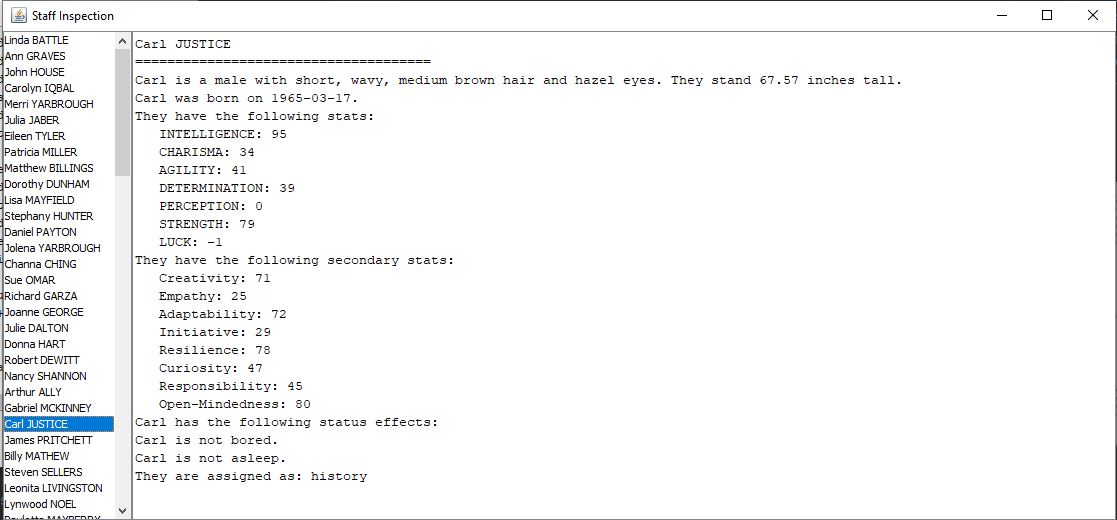 Staff Inspection
Linda BATTLE
Ann GRAVES
John HOUSE
Carolyn IQBAL
Merri YARBROUGH
Julia JABER
Eileen TYLER
Patricia MILLER
Matthew BILLINGS
Dorothy DUNHAM
Lisa MAYFIELD
Stephany HUNTER
Daniel PAYTON
Jolena YARBROUGH
Channa CHING
Sue OMAR
Richard GARZA
Joanne GEORGE
Julie DALTON
Donna HART
Robert DEWITT
Nancy SHANNON
Arthur ALLY
Gabriel MCKINNEY
Carl JUSTICE
James PRITCHETT
Billy MATHEW
Steven SELLERS
Leonita LIVINGSTON
Lynwood NOEL
Carl JUSTICE
=====================================
Carl is a male with short, wavy, medium brown hair and hazel eyes. They stand 67.57 inches tall.
Carl was born on 1965-03-17.
They have the following stats:
INTELLIGENCE: 95
CHARISMA: 34
AGILITY: 41
DETERMINATION: 39
PERCEPTION: 0
STRENGTH: 79
LUCK: -1
They have the following secondary stats:
Creativity: 71
Empathy: 25
Adaptability: 72
Initiative: 29
Resilience: 78
Curiosity: 47
Responsibility: 45
Open-Mindedness: 80
Carl has the following status effects:
Carl is not bored.
Carl is not asleep.
They are assigned as: history